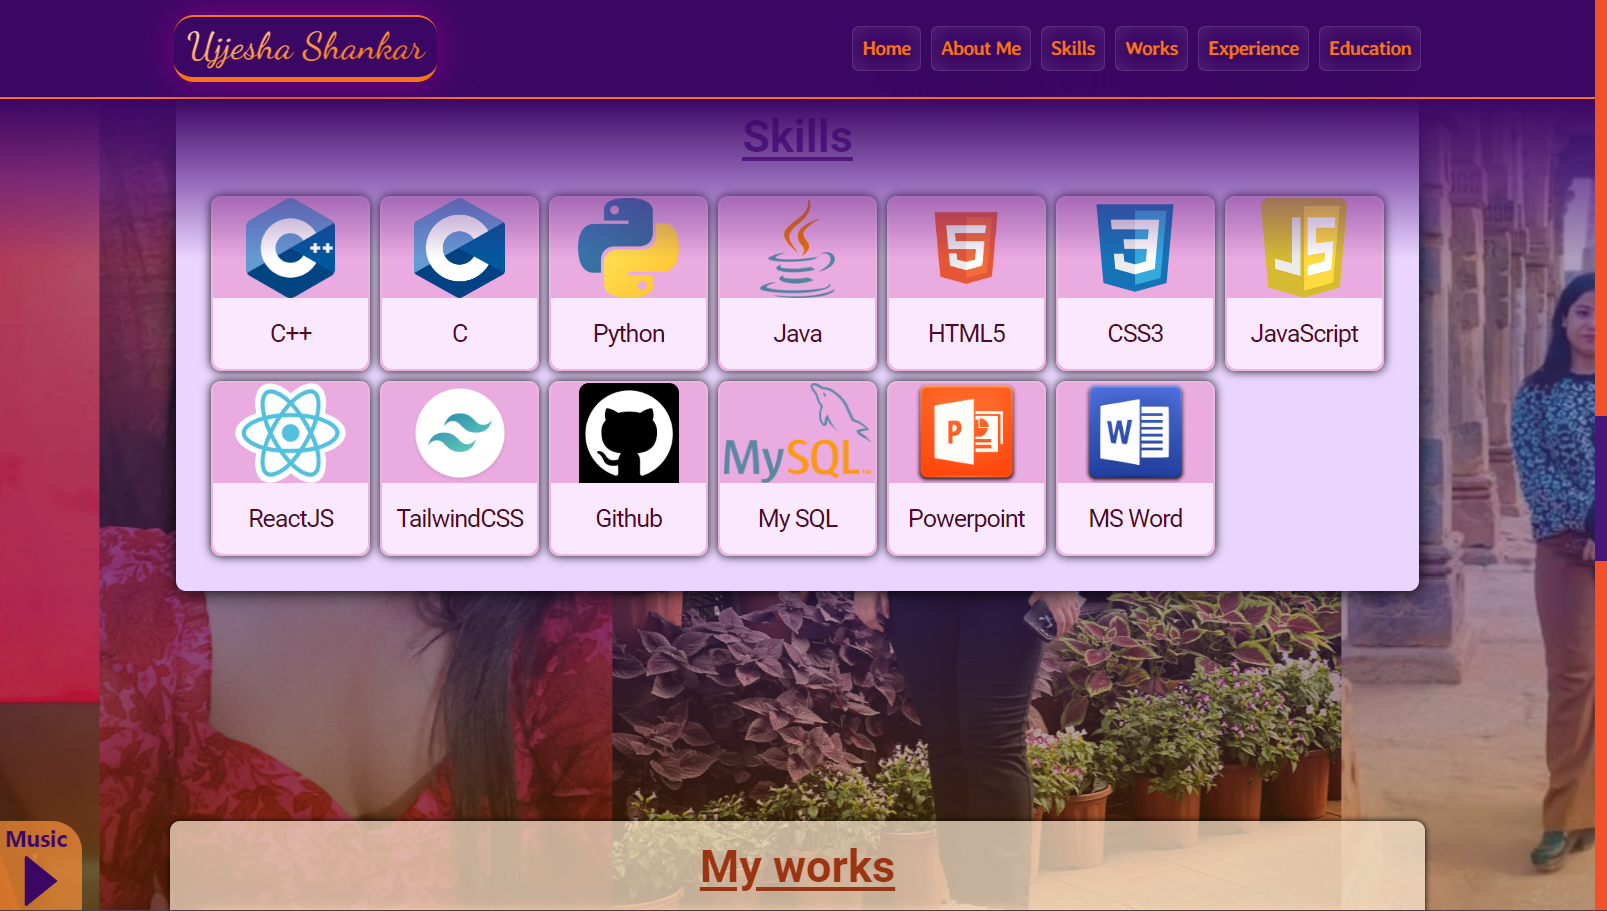 Ujjesha Shankar
Home About Me Skills Works Experience Education
Skills
C++ C Python Java HTML5 CSS3 JavaScript
MySQL™
ReactJS TailwindCSS Github My SQL Powerpoint MS Word
Music
My works